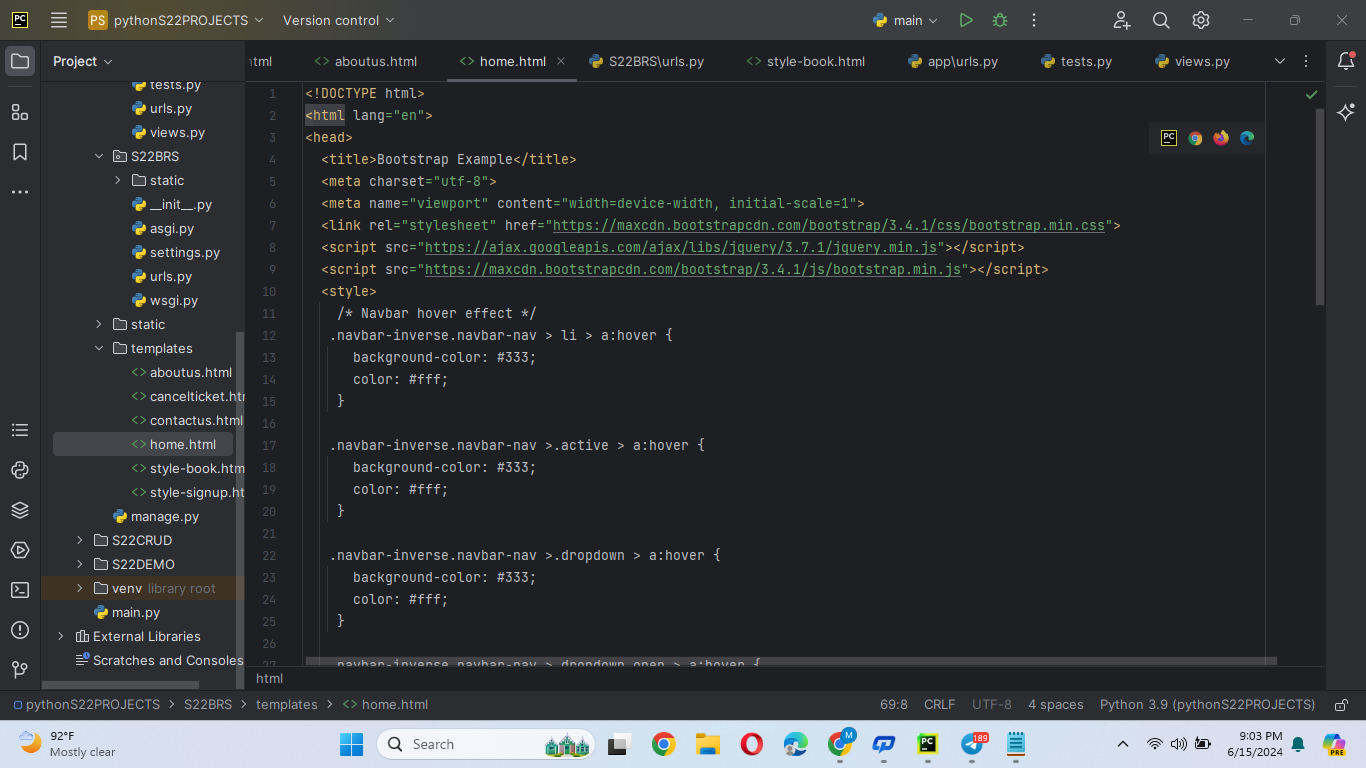 PC
PS pythonS22PROJECTS
Version control
main
Project
html
aboutus.html
home.html
S22BRS\urls.py
style-book.html
app\urls.py
tests.py
views.py
tests.py
urls.py
views.py
S22BRS
static
__init__.py
asgi.py
settings.py
urls.py
wsgi.py
static
templates
aboutus.html
cancelticket.htm
contactus.html
home.html
style-book.htm
style-signup.ht
manage.py
S22CRUD
S22DEMO
venv library root
main.py
External Libraries
Scratches and Consoles
1 <!DOCTYPE html>
2 <html lang="en">
3 <head>
4 <title>Bootstrap Example</title>
5 <meta charset="utf-8">
6 <meta name="viewport" content="width=device-width, initial-scale=1">
7 <link rel="stylesheet" href="https://maxcdn.bootstrapcdn.com/bootstrap/3.4.1/css/bootstrap.min.css">
8 <script src="https://ajax.googleapis.com/ajax/libs/jquery/3.7.1/jquery.min.js"></script>
9 <script src="https://maxcdn.bootstrapcdn.com/bootstrap/3.4.1/js/bootstrap.min.js"></script>
10 <style>
11 /* Navbar hover effect */
12 .navbar-inverse.navbar-nav > li > a:hover {
13 background-color: #333;
14 color: #fff;
15 }
16
17 .navbar-inverse.navbar-nav >.active > a:hover {
18 background-color: #333;
19 color: #fff;
20 }
21
22 .navbar-inverse.navbar-nav >.dropdown > a:hover {
23 background-color: #333;
24 color: #fff;
25 }
26
27 .navbar-inverse.navbar-nav >.dropdown.open > a:hover {
PC
html
pythonS22PROJECTS > S22BRS > templates > home.html
69:8
CRLF
UTF-8
4 spaces
Python 3.9 (pythonS22PROJECTS)
92°F
Mostly clear
Search
M
PC
189
PRE
9:03 PM
6/15/2024